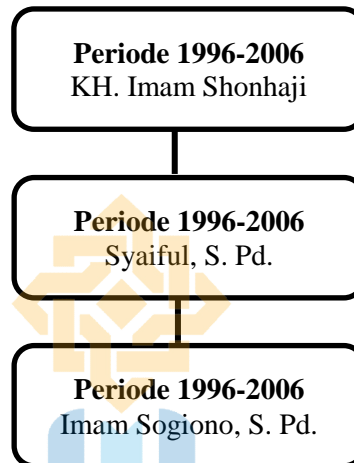 Periode 1996-2006
KH. Imam Shonhaji
Periode 1996-2006
Syaiful, S. Pd.
Periode 1996-2006
Imam Sogiono, S. Pd.